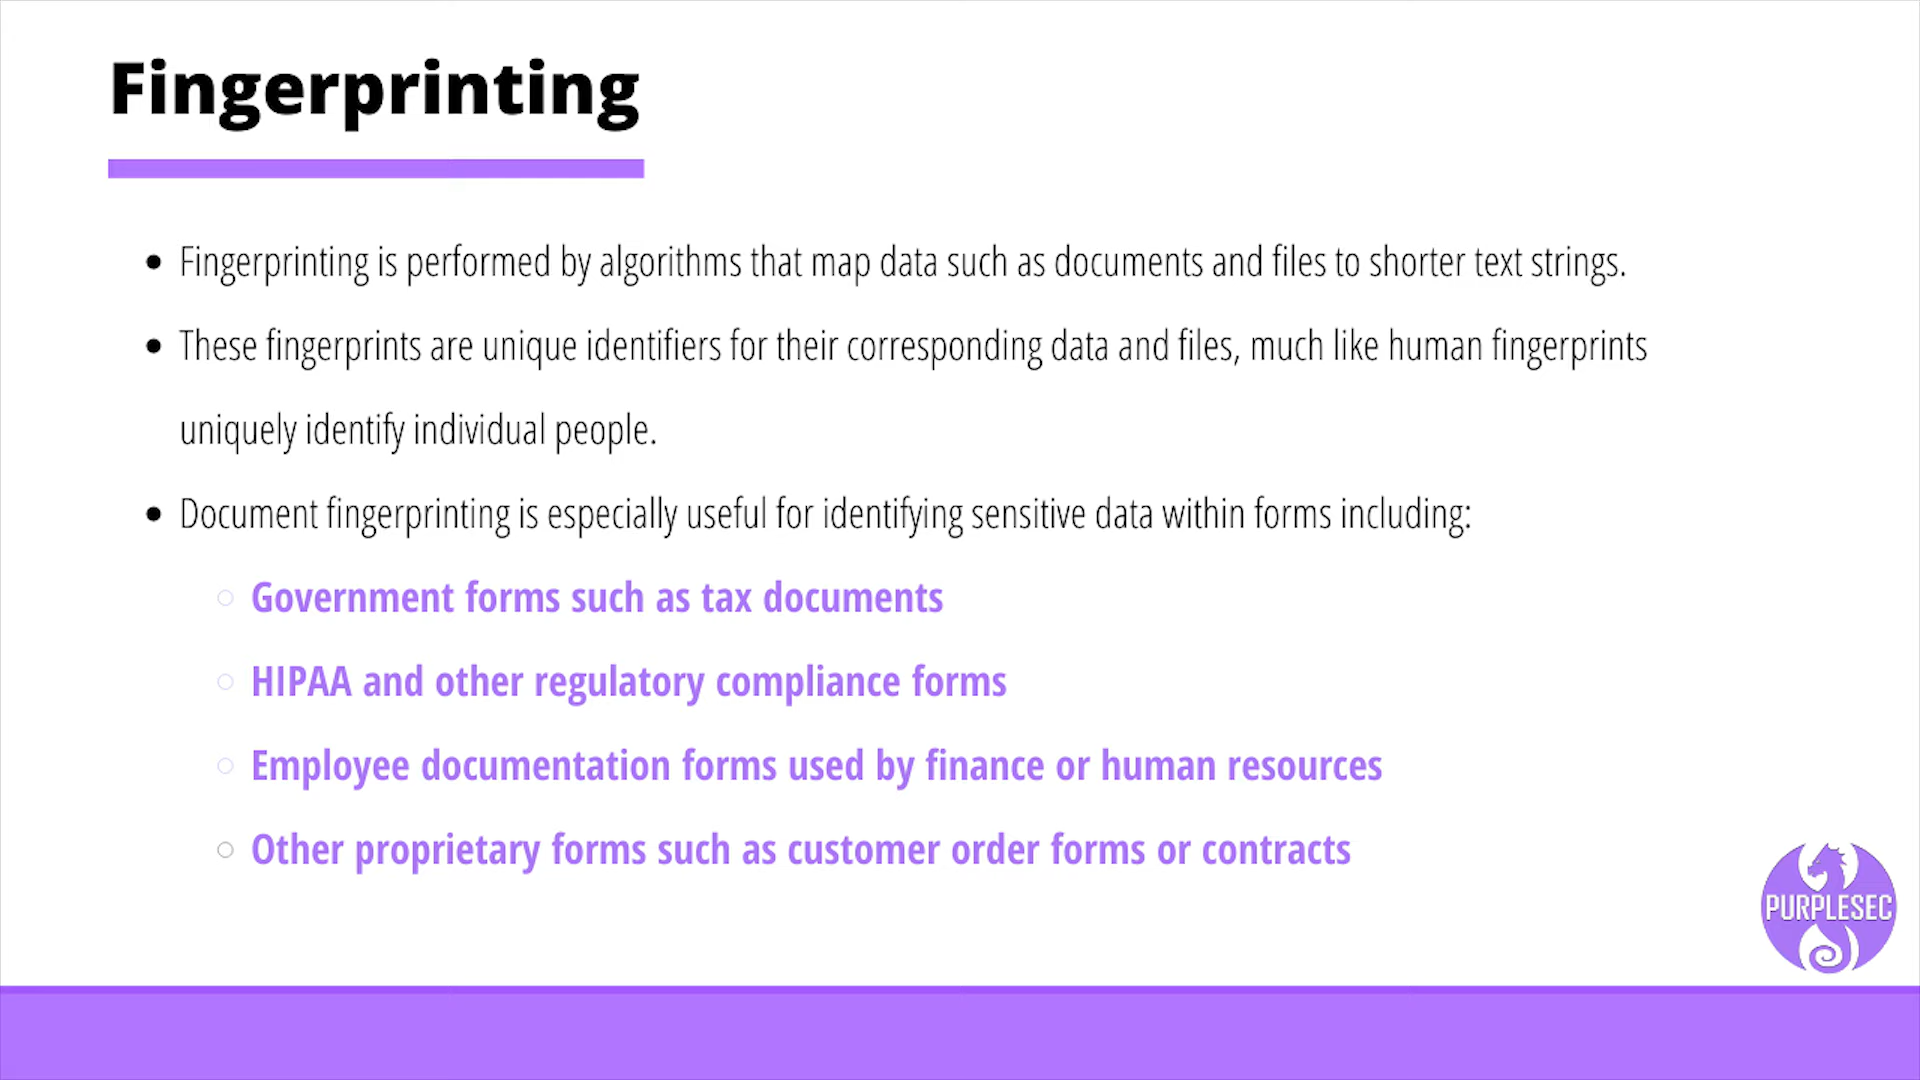 Fingerprinting
Fingerprinting is performed by algorithms that map data such as documents and files to shorter text strings.
These fingerprints are unique identifiers for their corresponding data and files, much like human fingerprints
uniquely identify individual people.
Document fingerprinting is especially useful for identifying sensitive data within forms including:
Government forms such as tax documents
HIPAA and other regulatory compliance forms
Employee documentation forms used by finance or human resources
Other proprietary forms such as customer order forms or contracts
PURPLESEC